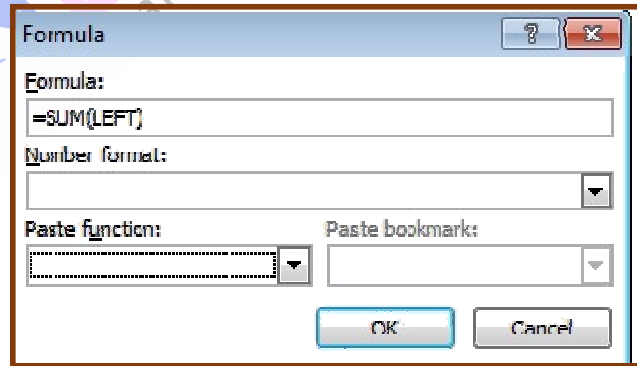 Formula
Formula:
=SUM(LEFT)
Number format:
Paste function: Paste bookmark:
OK Cancel